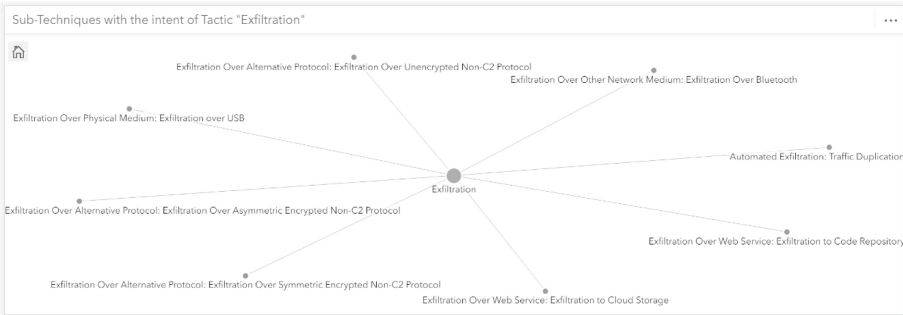 Sub-Techniques with the intent of Tactic "Exfiltration"
Exfiltration Over Alternative Protocol: Exfiltration Over Unencrypted Non-C2 Protocol
Exfiltration Over Other Network Medium: Exfiltration Over Bluetooth
Exfiltration Over Physical Medium: Exfiltration over USB
Automated Exfiltration: Traffic Duplication
Exfiltration
Exfiltration Over Alternative Protocol: Exfiltration Over Asymmetric Encrypted Non-C2 Protocol
Exfiltration Over Web Service: Exfiltration to Code Repository
Exfiltration Over Alternative Protocol: Exfiltration Over Symmetric Encrypted Non-C2 Protocol
Exfiltration Over Web Service: Exfiltration to Cloud Storage